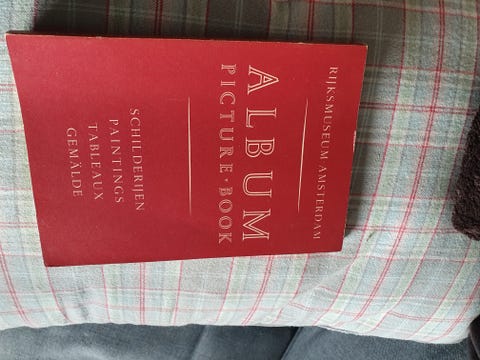 RIJKSMUSEUM AMSTERDAM
ALBUM
PICTURE·BOOK
SCHILDERIJEN
PAINTINGS
TABLEAUX
GEMÄLDE